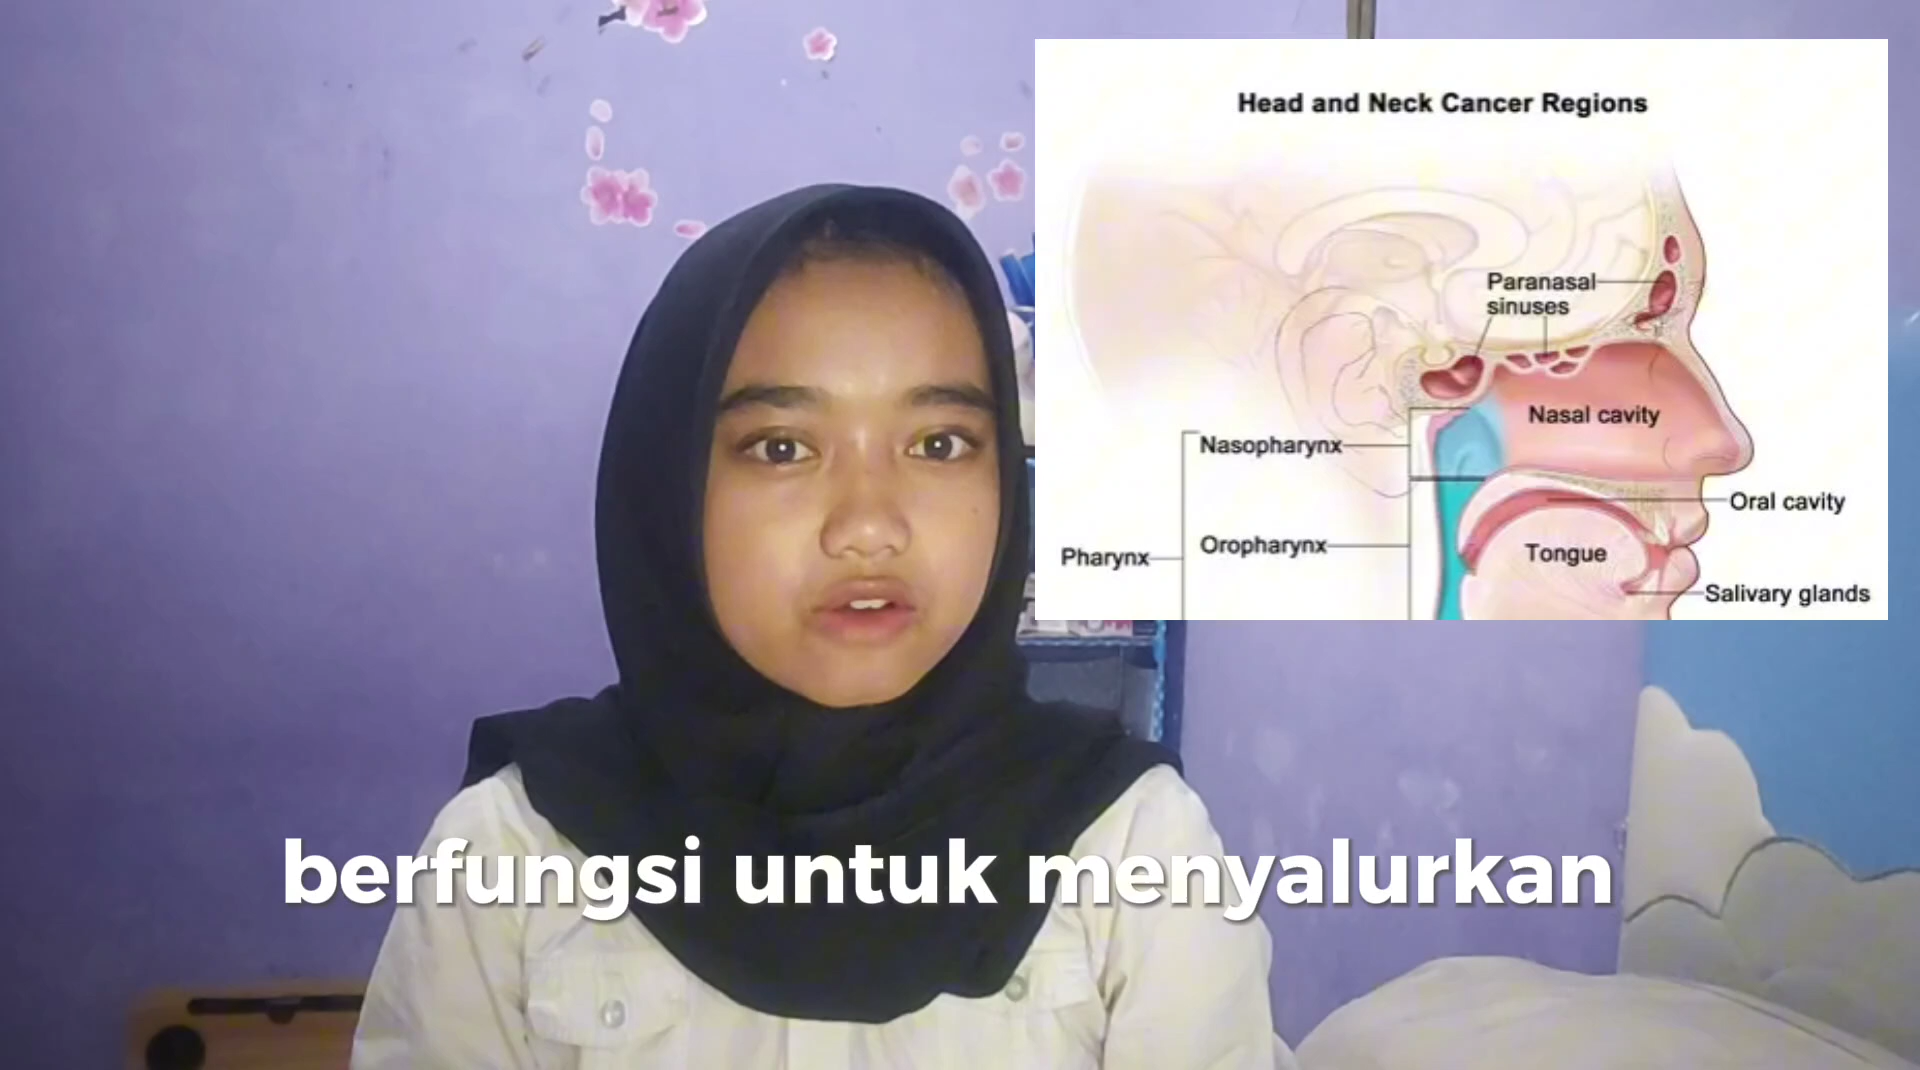 Head and Neck Cancer Regions
Paranasal
sinuses
Nasal cavity
Nasopharynx
Oral cavity
Oropharynx
Pharynx
Tongue
Salivary glands
berfungsi untuk menyalurkan